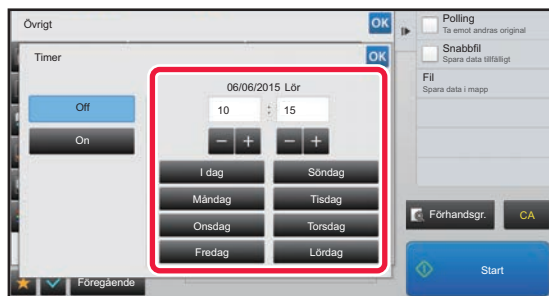 Övrigt
OK
Timer
OK
06/06/2015 Lör
Off
10 : 15
On
I dag
Söndag
Måndag
Tisdag
Onsdag
Torsdag
Fredag
Lördag
Föregående
Polling
Ta emot andras original
Snabbfil
Spara data tillfälligt
Fil
Spara data i mapp
Förhandsgr.
CA
Start